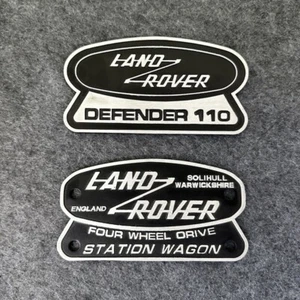 LAND
ROVER
DEFENDER 110
LAND
SOLIHULL
WARWICKSHIRE
ENGLAND
ROVER
FOUR WHEEL DRIVE
STATION WAGON